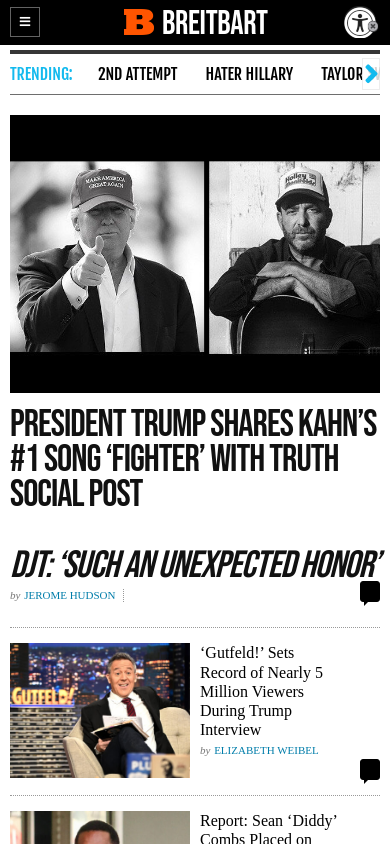 BREITBART
TRENDING: 2ND ATTEMPT HATER HILLARY TAYLOR
MAKE AMERICA
GREAT AGAIN
PRESIDENT TRUMP SHARES KAHN'S
#1 SONG ‘FIGHTER’ WITH TRUTH
SOCIAL POST
DJT: ‘SUCH AN UNEXPECTED HONOR’
by JEROME HUDSON
GUTFELD!
‘Gutfeld!’ Sets
Record of Nearly 5
Million Viewers
During Trump
Interview
by ELIZABETH WEIBEL
Report: Sean ‘Diddy’
Combs Placed on